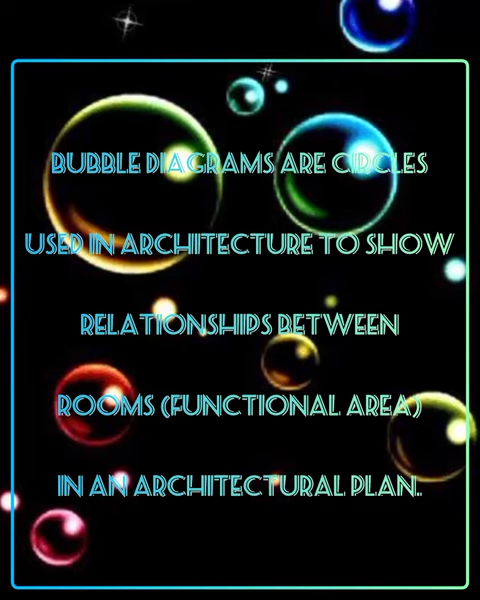 BUBBLE DIAGRAMS ARE CIRCLES
USED IN ARCHITECTURE TO SHOW
RELATIONSHIPS BETWEEN
ROOMS (FUNCTIONAL AREA)
IN AN ARCHITECTURAL PLAN.